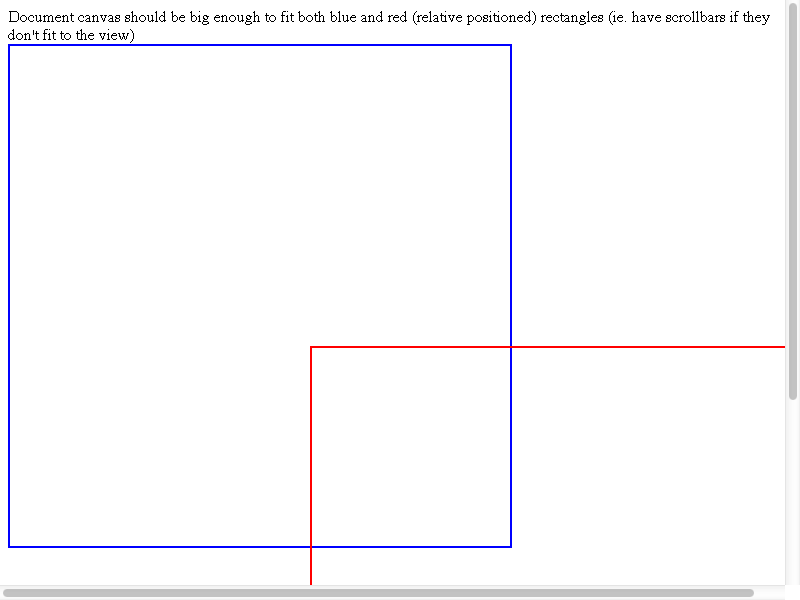 Document canvas should be big enough to fit both blue and red (relative positioned) rectangles (ie. have scrollbars if they
don't fit to the view)